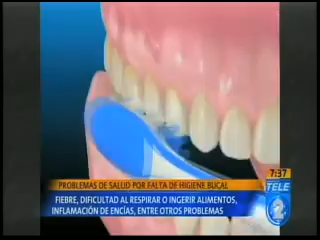 PROBLEMAS DE SALUD POR FALTA DE HIGIENE BUCAL
7:37
TELE
2
FIEBRE, DIFICULTAD AL RESPIRAR O INGERIR ALIMENTOS,
INFLAMACIÓN DE ENCÍAS, ENTRE OTROS PROBLEMAS